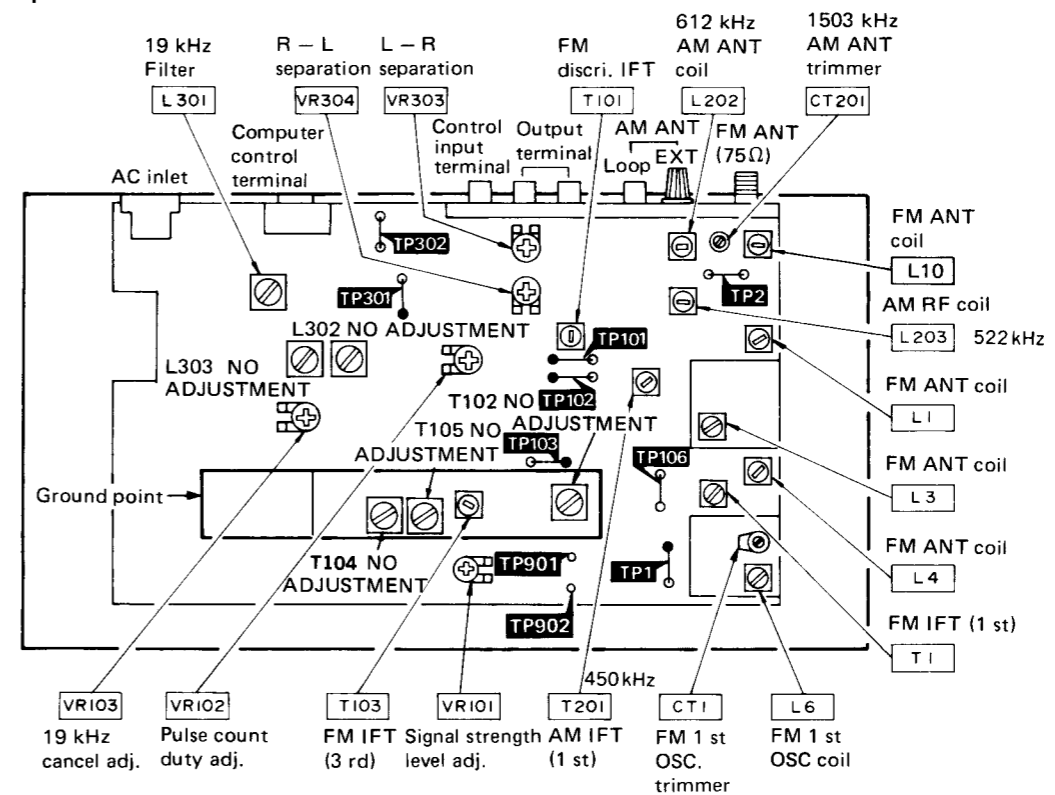 19 kHz
Filter
L301
R – L
separation
VR304
L – R
separation
VR303
FM
discri. IFT
T101
612 kHz
AM ANT
coil
L202
1503 kHz
AM ANT
trimmer
CT201
AC inlet
Computer
control
terminal
Control
input
terminal
Output
terminal
AM ANT
Loop
EXT
FM ANT
(75Ω)
TP302
TP301
TP2
FM ANT
coil
L10
AM RF coil
L203 522kHz
L302 NO ADJUSTMENT
TP101
L303 NO
ADJUSTMENT
TP102
T102 NO
ADJUSTMENT
T105 NO
ADJUSTMENT
TP103
TP106
FM ANT coil
L1
FM ANT coil
L3
Ground point
T104 NO
ADJUSTMENT
TP901
TP1
TP902
FM ANT coil
L4
FM IFT (1 st)
T1
VR103
19 kHz
cancel adj.
VR102
Pulse count
duty adj.
T103
FM IFT
(3 rd)
VR101
Signal strength
level adj.
450kHz
T201
AM IFT
(1 st)
CT1
FM 1 st
OSC.
trimmer
L6
FM 1 st
OSC coil